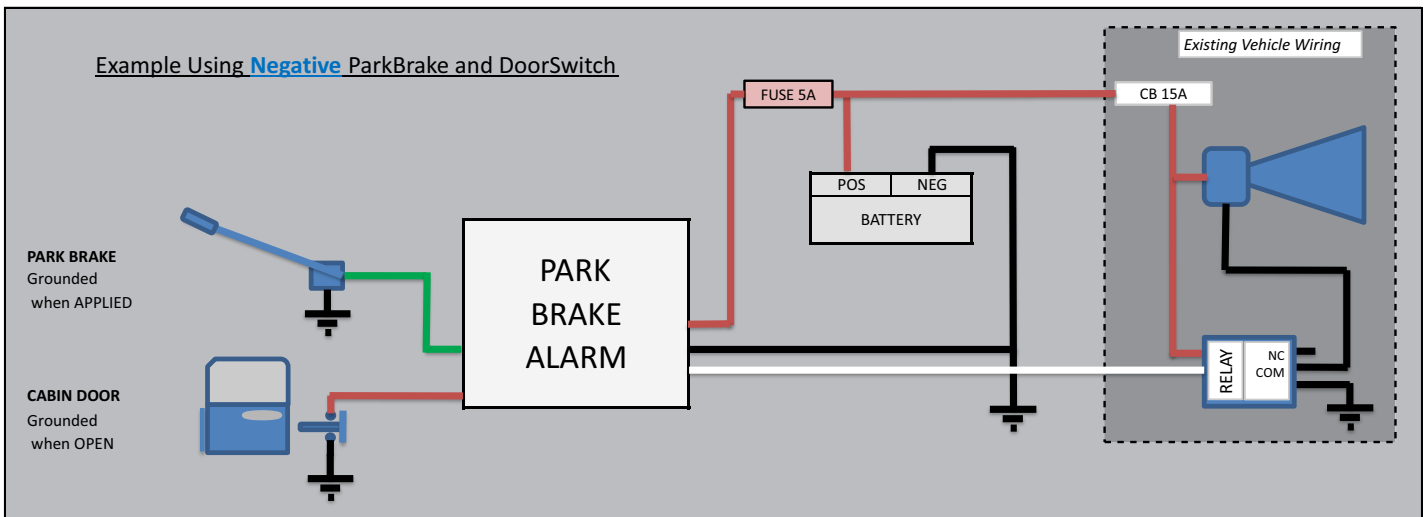 Example Using Negative ParkBrake and DoorSwitch
Existing Vehicle Wiring
FUSE 5A
CB 15A
POS
NEG
BATTERY
PARK BRAKE
Grounded
when APPLIED
PARK
BRAKE
ALARM
RELAY
NC
COM
CABIN DOOR
Grounded
when OPEN